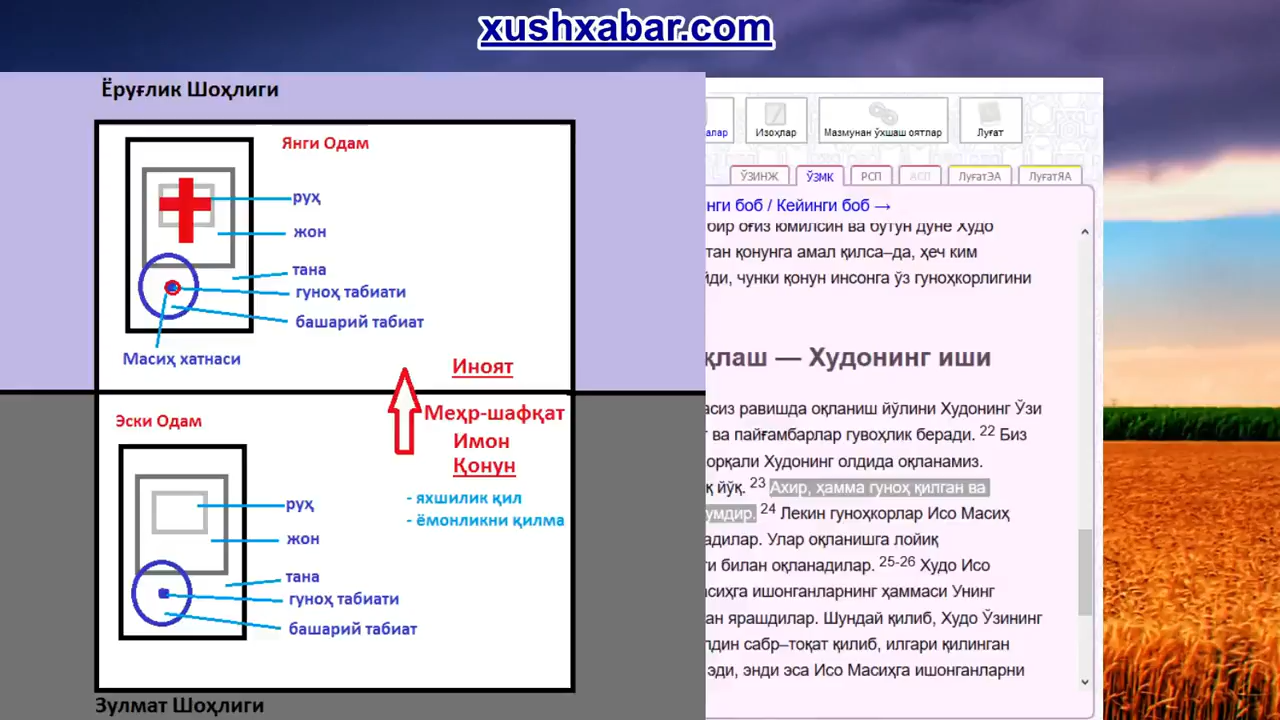 xushxabar.com
Ёруғлик Шоҳлиги
Янги Одам
руҳ
жон
тана
гуноҳ табиати
башарий табиат
Масиҳ хатнаси
Иноят
Меҳр-шафқат
Имон
Қонун
- яхшилик қил
- ёмонликни қилма
Эски Одам
руҳ
жон
тана
гуноҳ табиати
башарий табиат
Зулмат Шоҳлиги
алар
Изоҳлар
Мазмунан ўхшаш оятлар
Луғат
ЎЗИНЖ
ЎЗМК
РСП
АСП
ЛуғатЭА
ЛуғатЯА
нги боб / Кейинги боб →
бир оғиз юмилсин ва бутун дуне Худо
тан қонунга амал қилса–да, ҳеч ким
йди, чунки қонун инсонга ўз гуноҳкорлигини
қлаш — Худонинг иши
асиз равишда оқланиш йўлини Худонинг Ўзи
т ва пайғамбарлар гувоҳлик беради. 22 Биз
орқали Худонинг олдида оқланамиз.
қ йўқ. 23 Ахир, ҳамма гуноҳ қилган ва
умдир. 24 Лекин гуноҳкорлар Исо Масиҳ
адилар. Улар оқланишга лойиқ
ги билан оқланадилар. 25-26 Худо Исо
асиҳга ишонганларнинг ҳаммаси Унинг
ан ярашдилар. Шундай қилиб, Худо Ўзининг
лдин сабр–тоқат қилиб, илгари қилинган
эди, энди эса Исо Масиҳга ишонганларни